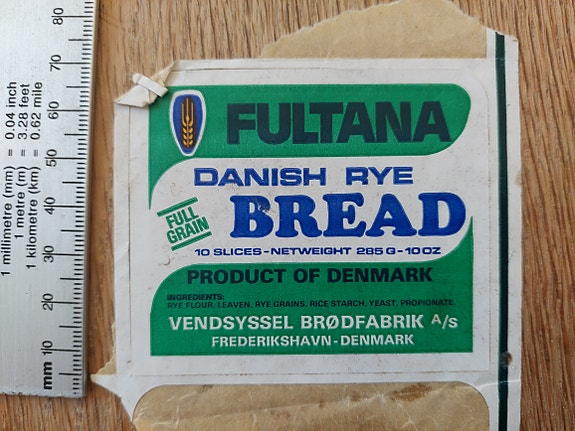 FULTANA
DANISH RYE
FULL
GRAIN
BREAD
10 SLICES - NETWEIGHT 285 G - 10 OZ
PRODUCT OF DENMARK
INGREDIENTS:
RYE FLOUR, LEAVEN, RYE GRAINS, RICE STARCH, YEAST, PROPIONATE.
VENDSYSSEL BRØDFABRIK A/s
FREDERIKSHAVN - DENMARK
1 millimetre (mm) = 0.04 inch
1 metre (m) = 3.28 feet
1 kilometre (km) = 0.62 mile
80
70
60
50
40
30
20
10
mm